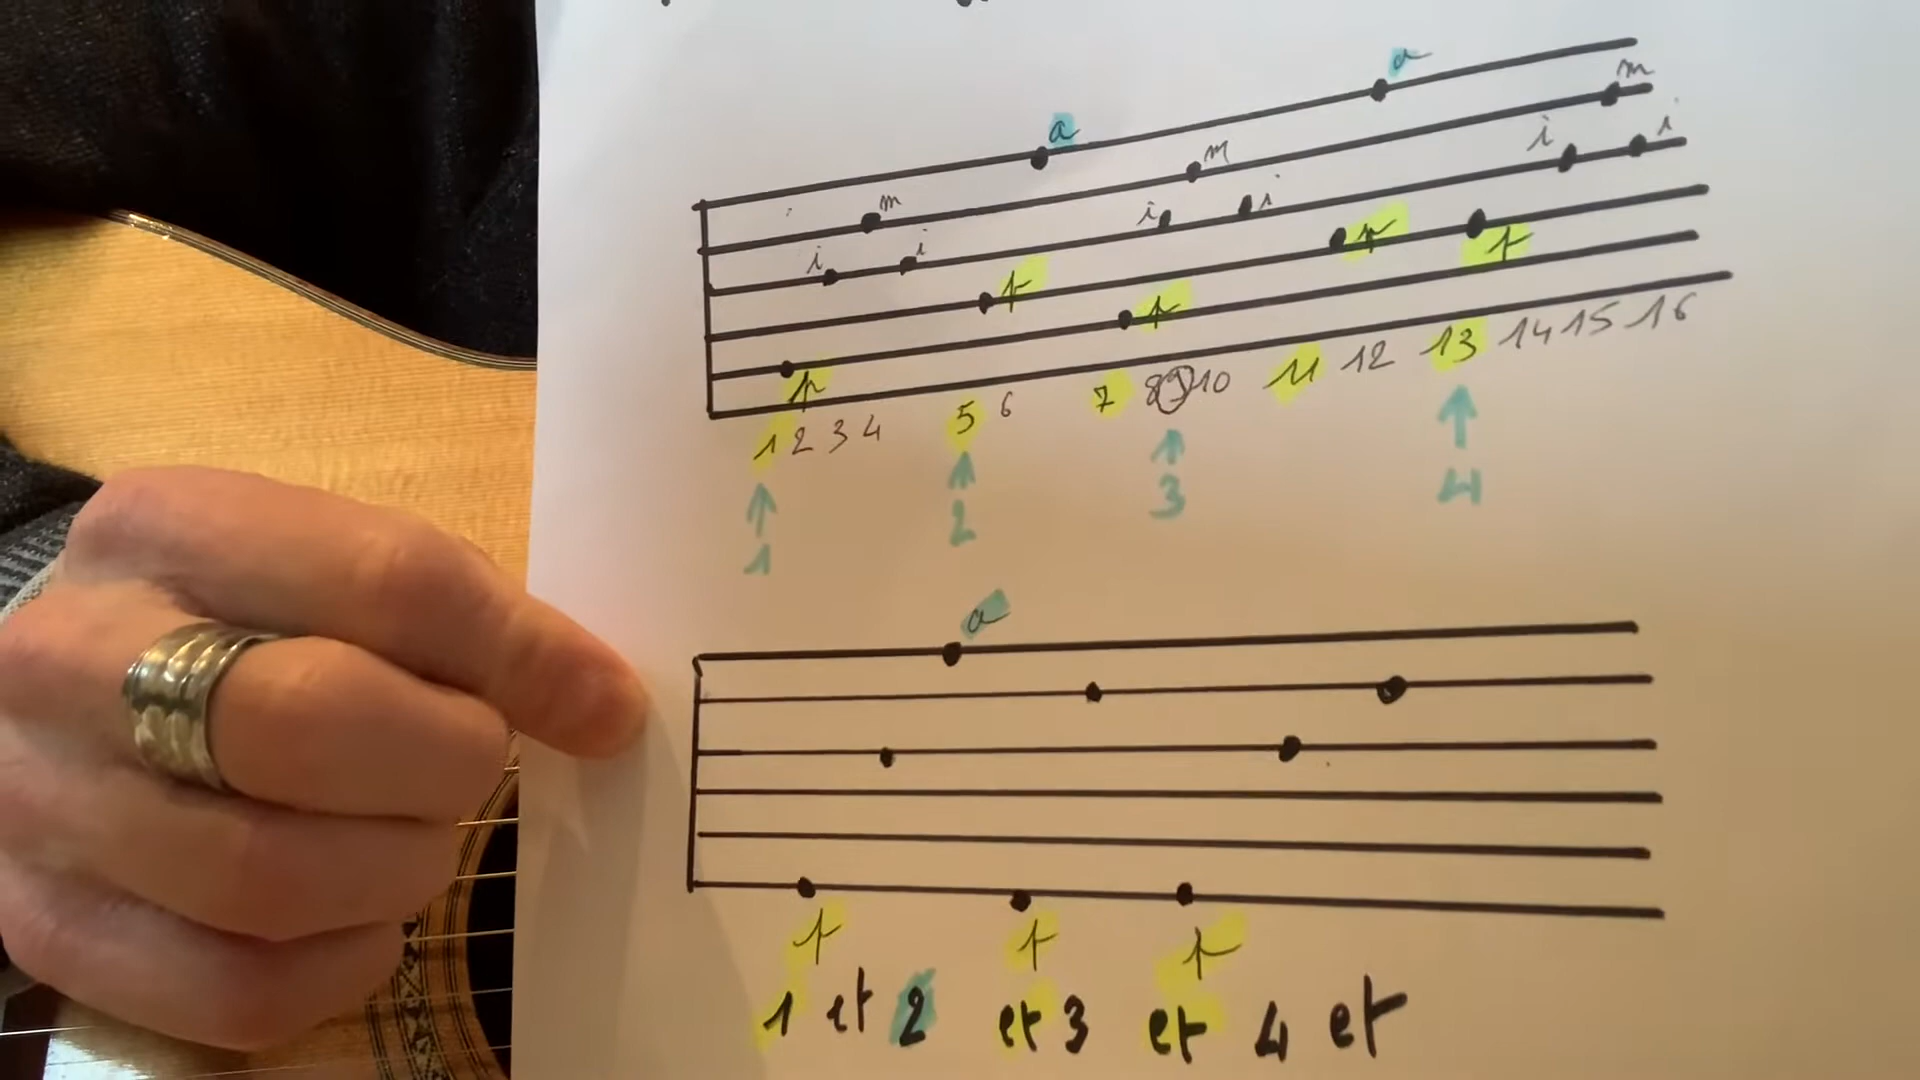 a
a m
m m i i
i i i i p p
p p
p
1 2 3 4 5 6 7 8 9 10 11 12 13 14 15 16
1 2 3 4
a
p p p
1 et 2 et 3 et 4 et